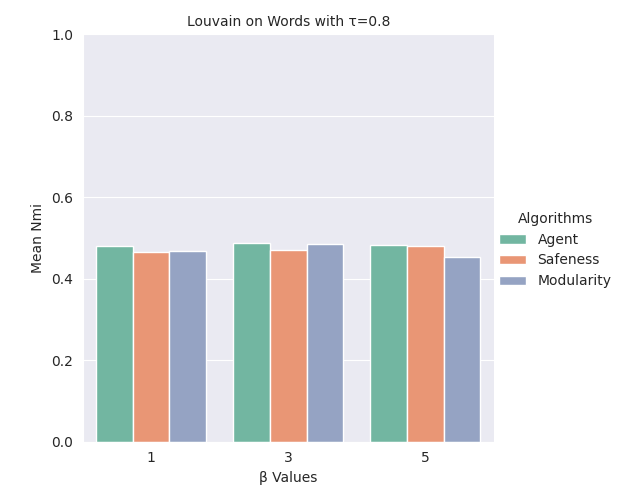 Louvain on Words with τ=0.8
1.0
0.8
0.6
0.4
0.2
0.0
Mean Nmi
1 3 5
β Values
Algorithms
Agent
Safeness
Modularity